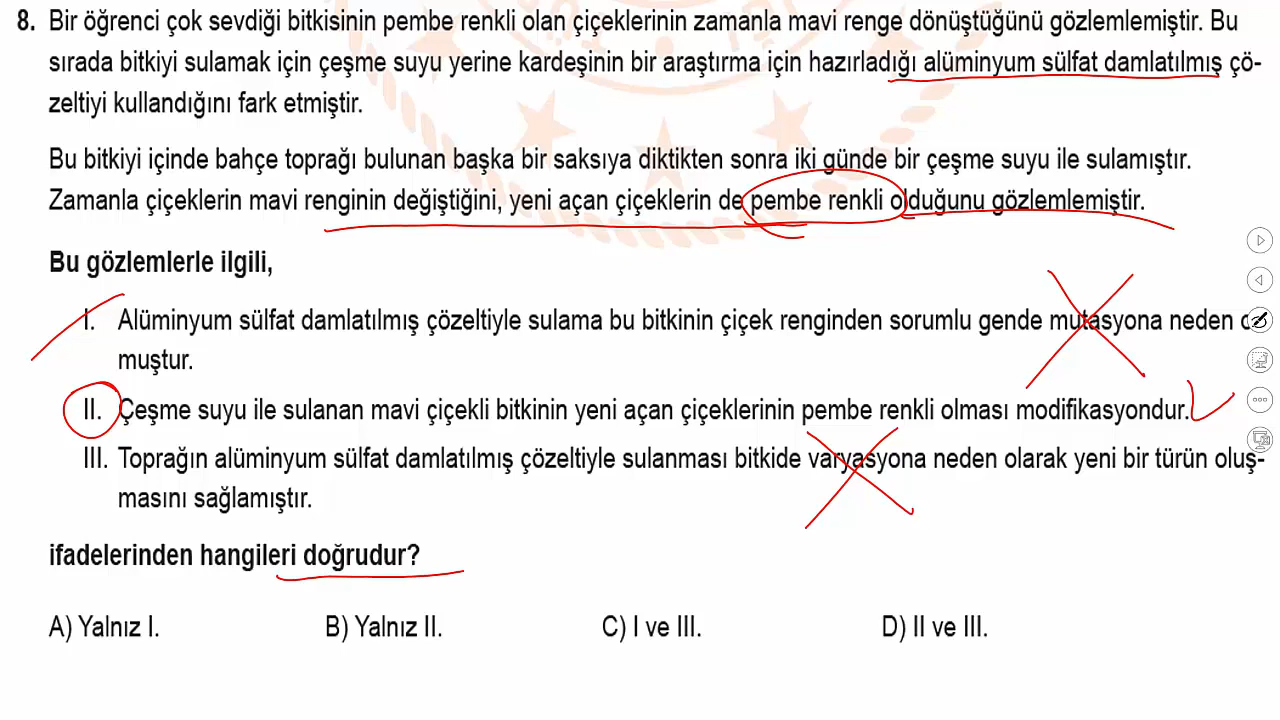 8. Bir öğrenci çok sevdiği bitkisinin pembe renkli olan çiçeklerinin zamanla mavi renge dönüştüğünü gözlemlemiştir. Bu
sırada bitkiyi sulamak için çeşme suyu yerine kardeşinin bir araştırma için hazırladığı alüminyum sülfat damlatılmış çö-
zeltiyi kullandığını fark etmiştir.
Bu bitkiyi içinde bahçe toprağı bulunan başka bir saksıya diktikten sonra iki günde bir çeşme suyu ile sulamıştır.
Zamanla çiçeklerin mavi renginin değiştiğini, yeni açan çiçeklerin de pembe renkli olduğunu gözlemlemiştir.
Bu gözlemlerle ilgili,
I. Alüminyum sülfat damlatılmış çözeltiyle sulama bu bitkinin çiçek renginden sorumlu gende mutasyona neden
muştur.
II. Çeşme suyu ile sulanan mavi çiçekli bitkinin yeni açan çiçeklerinin pembe renkli olması modifikasyondur.
III. Toprağın alüminyum sülfat damlatılmış çözeltiyle sulanması bitkide varyasyona neden olarak yeni bir türün oluş-
masını sağlamıştır.
ifadelerinden hangileri doğrudur?
A) Yalnız I. B) Yalnız II. C) I ve III. D) II ve III.